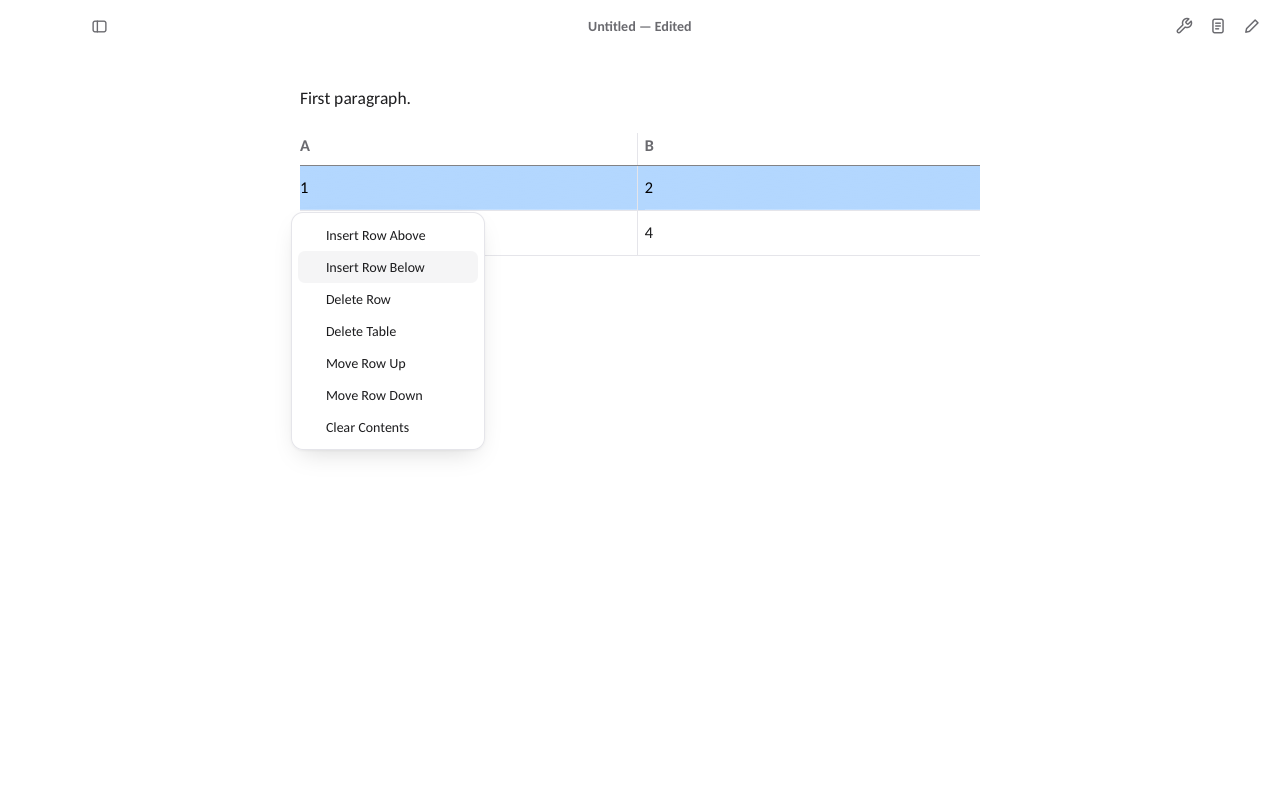 Untitled — Edited
First paragraph.
A B
1 2
4
Insert Row Above
Insert Row Below
Delete Row
Delete Table
Move Row Up
Move Row Down
Clear Contents